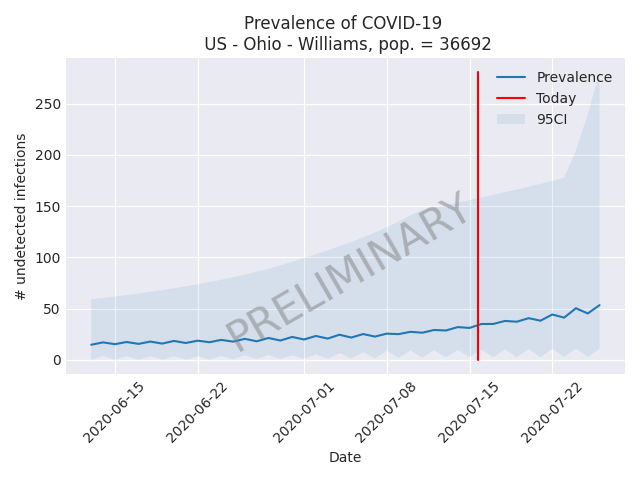 Prevalence of COVID-19
US - Ohio - Williams, pop. = 36692
Prevalence
Today
95CI
250
200
150
100
50
0
# undetected infections
PRELIMINARY
2020-06-15
2020-06-22
2020-07-01
2020-07-08
2020-07-15
2020-07-22
Date